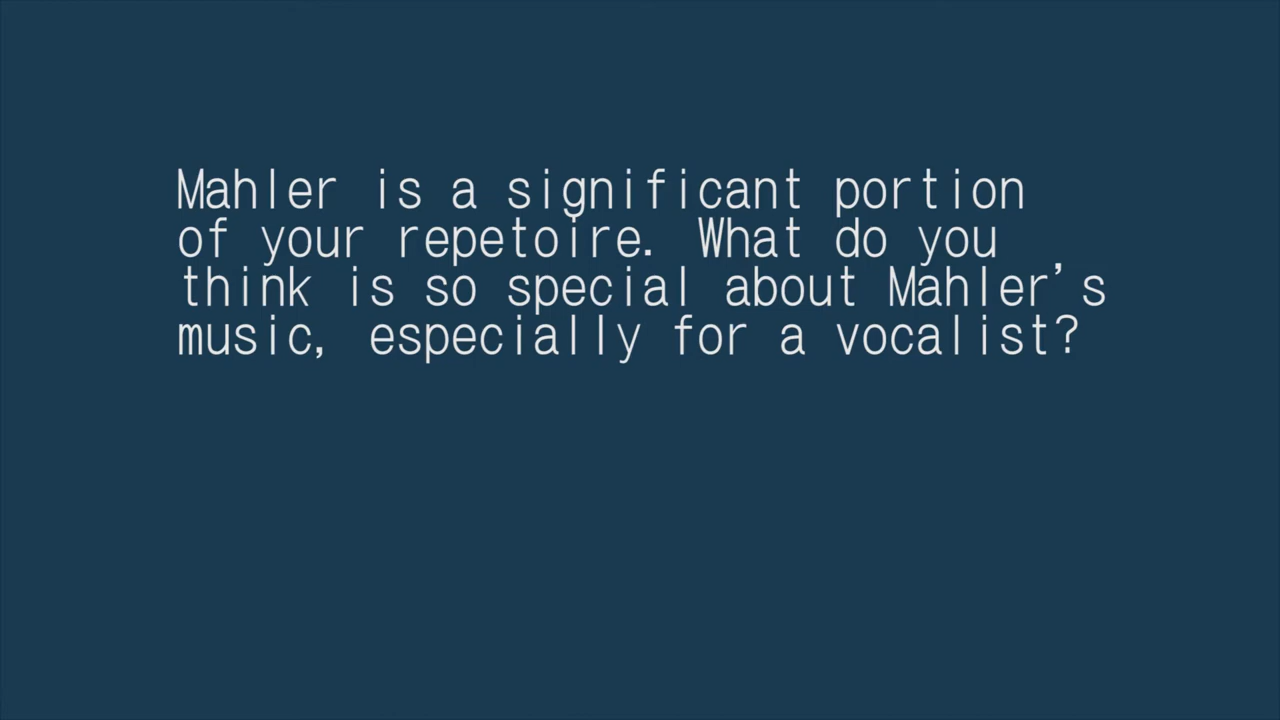 Mahler is a significant portion
of your repetoire. What do you
think is so special about Mahler's
music, especially for a vocalist?